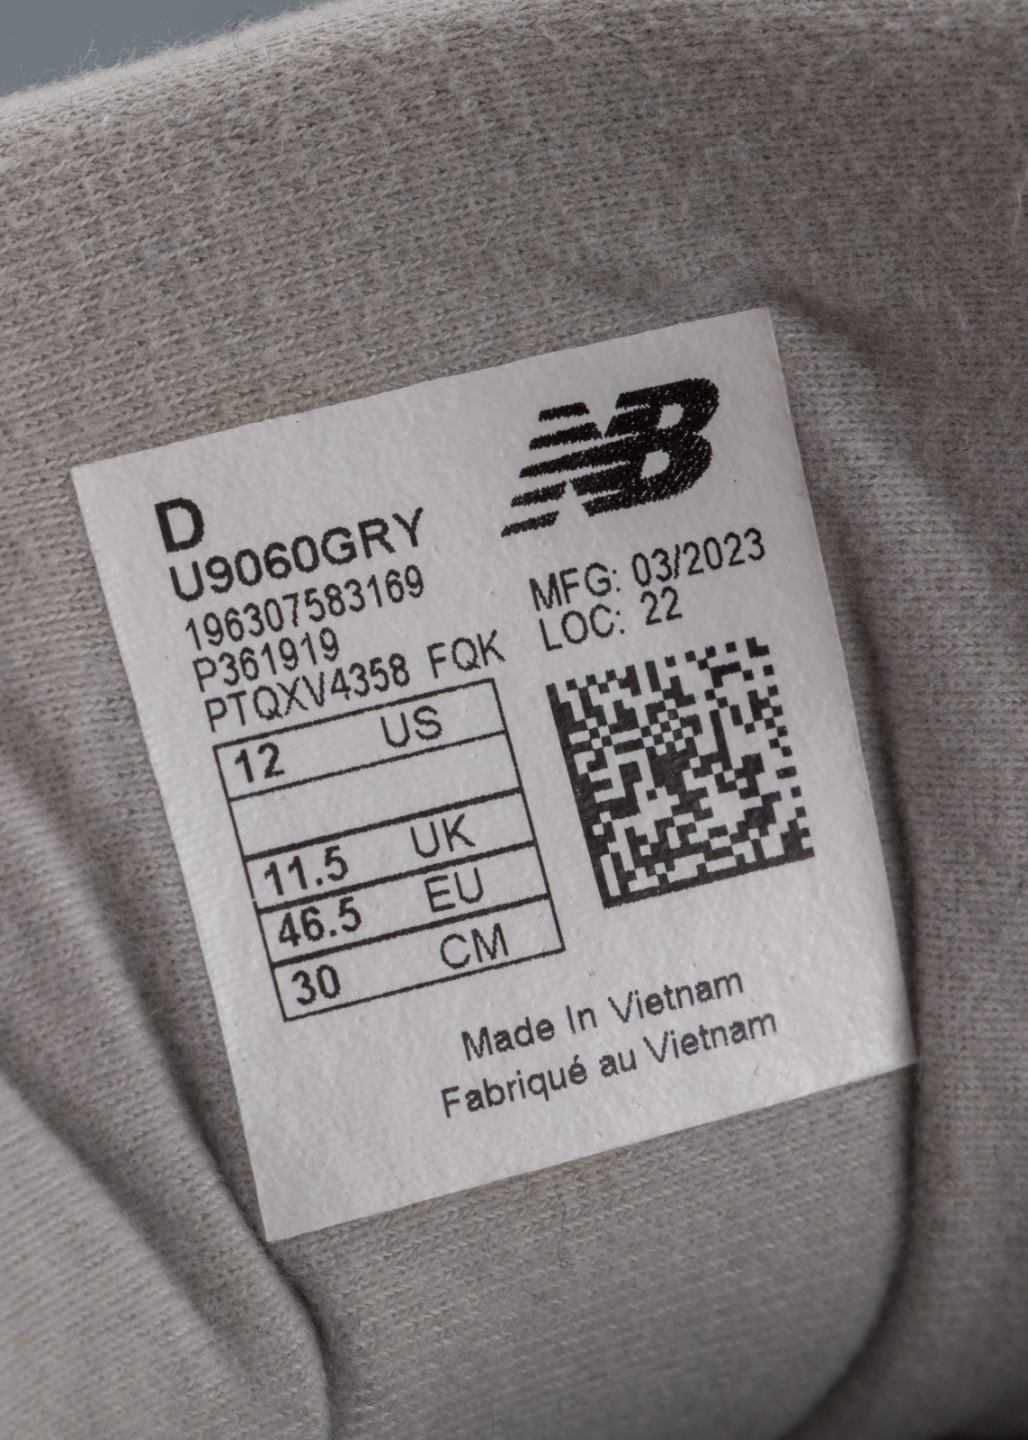 NB
D
U9060GRY
196307583169
P361919
PTQXV4358 FQK
MFG: 03/2023
LOC: 22
12 US
11.5 UK
46.5 EU
30 CM
Made In Vietnam
Fabriqué au Vietnam